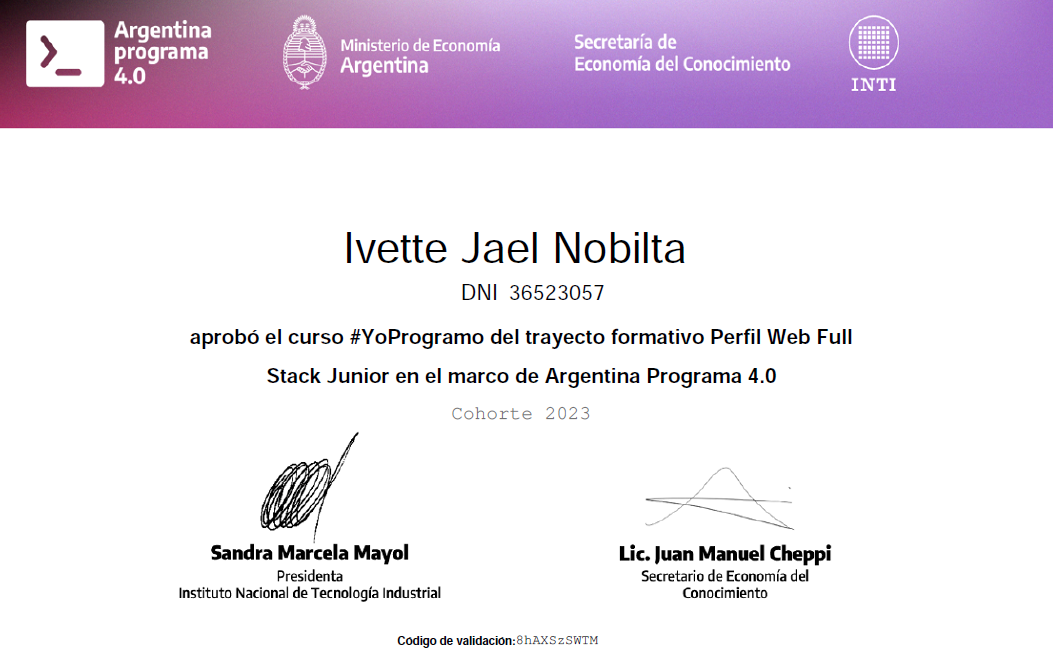 Argentina
programa
4.0
Ministerio de Economía
Argentina
Secretaría de
Economía del Conocimiento
INTI
Ivette Jael Nobilta
DNI 36523057
aprobó el curso #YoProgramo del trayecto formativo Perfil Web Full
Stack Junior en el marco de Argentina Programa 4.0
Cohorte 2023
Sandra Marcela Mayol
Presidenta
Instituto Nacional de Tecnología Industrial
Lic. Juan Manuel Cheppi
Secretario de Economía del
Conocimiento
Código de validación:8hAXSzSWTM